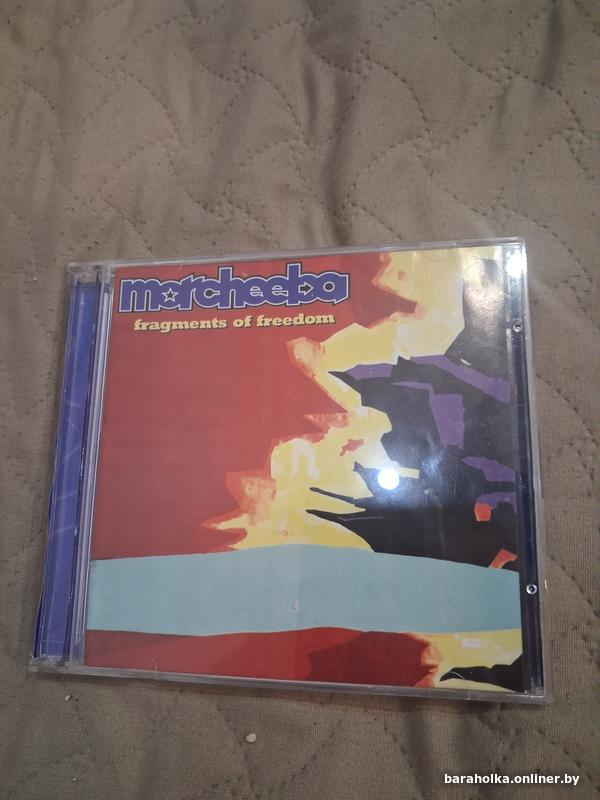 morcheeba
fragments of freedom
baraholka.onliner.by